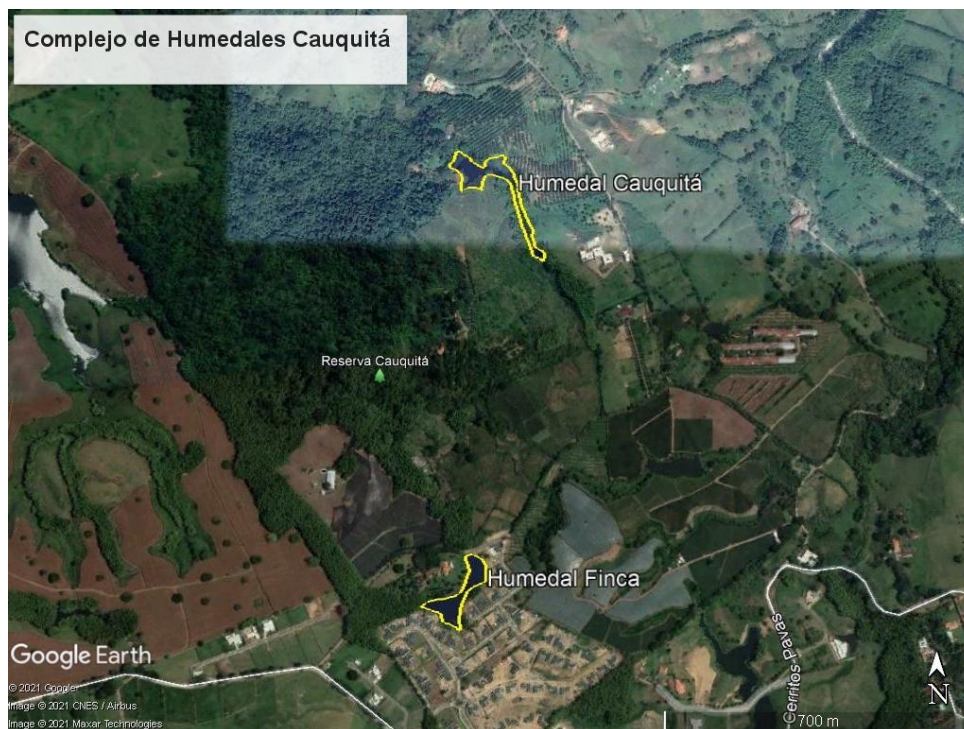 Complejo de Humedales Cauquitá
Humedal Cauquitá
Reserva Cauquitá
Humedal Finca
Cerritos-Pavas
Google Earth
© 2021 Google
Image © 2021 CNES / Airbus
Image © 2021 Maxar Technologies
N
700 m